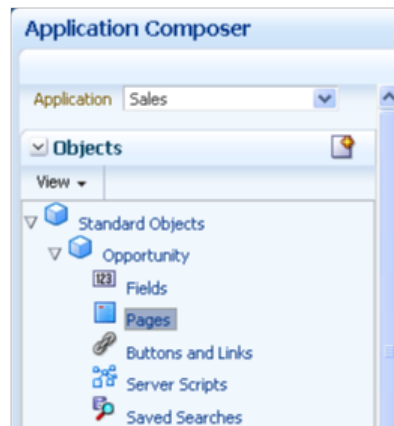 Application Composer
Application Sales
Objects
View
Standard Objects
Opportunity
123
Fields
Pages
Buttons and Links
Server Scripts
Saved Searches